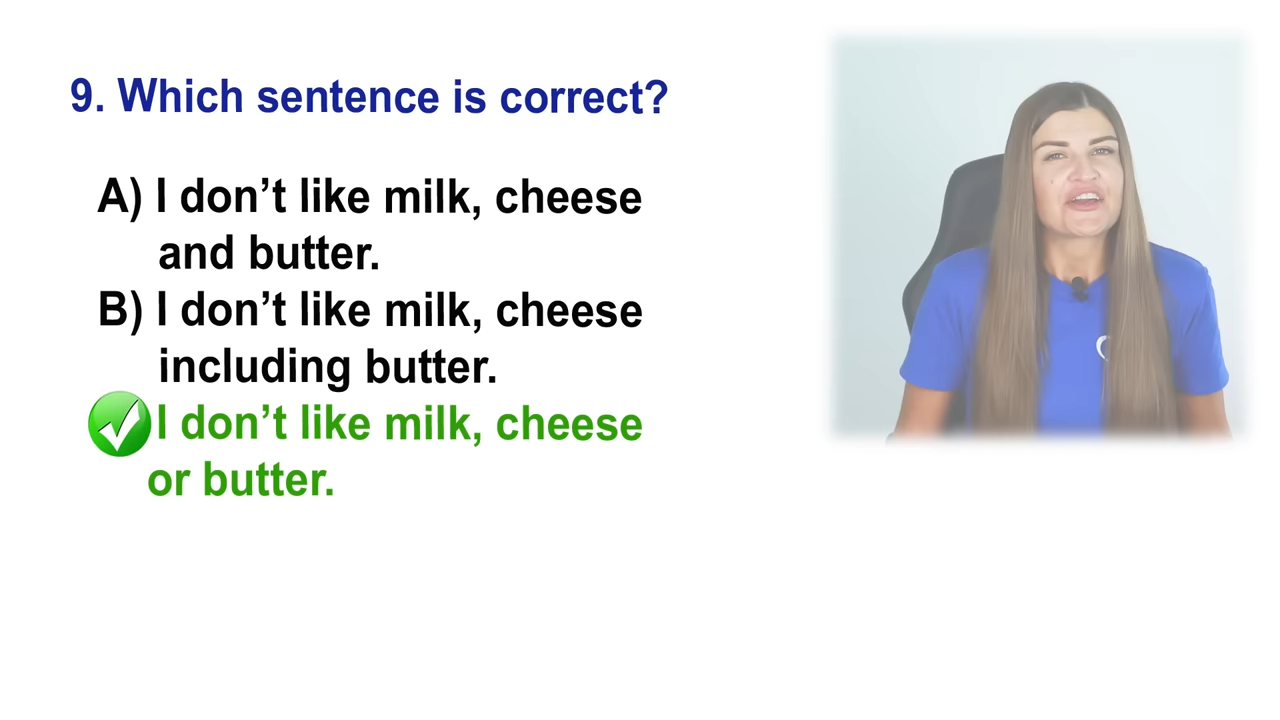 9. Which sentence is correct?
A) I don’t like milk, cheese
and butter.
B) I don’t like milk, cheese
including butter.
I don’t like milk, cheese
or butter.